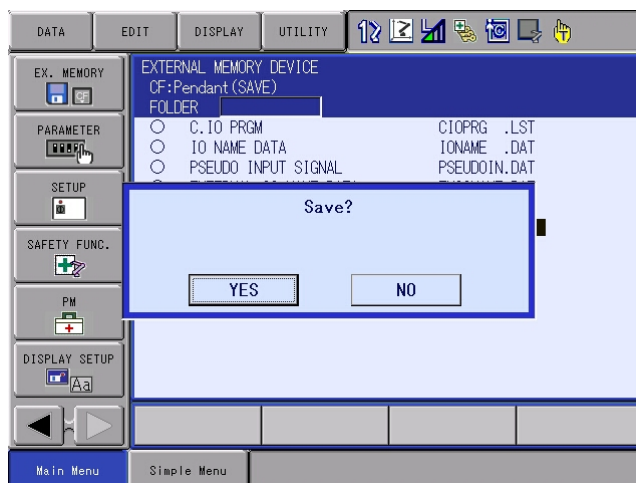 DATA EDIT DISPLAY UTILITY
EX. MEMORY
CF
PARAMETER
SETUP
SAFETY FUNC.
PM
DISPLAY SETUP
Aa
EXTERNAL MEMORY DEVICE
CF:Pendant(SAVE)
FOLDER
C.IO PRGM CIOPRG .LST
IO NAME DATA IONAME .DAT
PSEUDO INPUT SIGNAL PSEUDOIN.DAT
Save?
YES NO
Main Menu Simple Menu